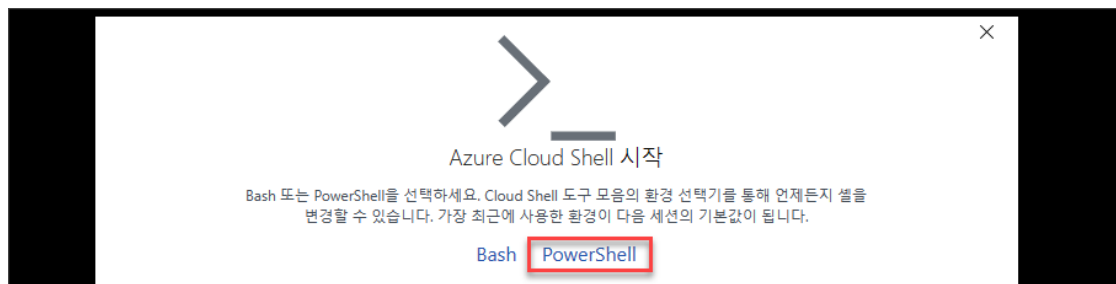 Azure Cloud Shell 시작
Bash 또는 PowerShell을 선택하세요. Cloud Shell 도구 모음의 환경 선택기를 통해 언제든지 셸을
변경할 수 있습니다. 가장 최근에 사용한 환경이 다음 세션의 기본값이 됩니다.
Bash PowerShell